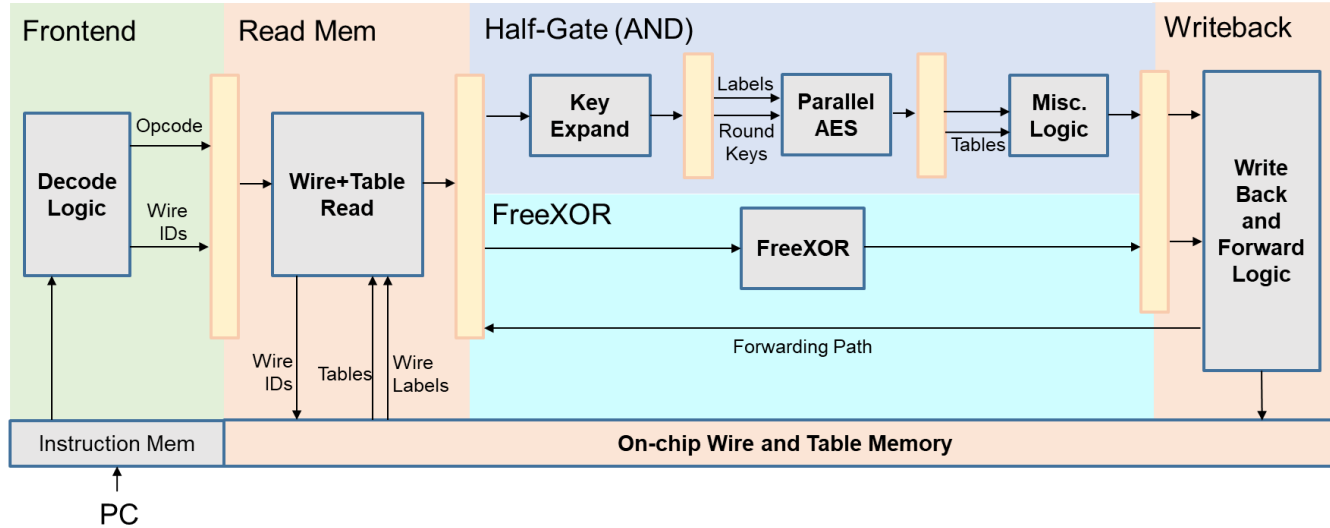 Frontend
Read Mem
Half-Gate (AND)
Writeback
Opcode
Decode
Logic
Wire
IDs
Wire+Table
Read
Key
Expand
Labels
Round
Keys
Parallel
AES
Tables
Misc.
Logic
Write
Back
and
Forward
Logic
FreeXOR
FreeXOR
Forwarding Path
Wire
IDs
Tables
Wire
Labels
Instruction Mem
On-chip Wire and Table Memory
PC